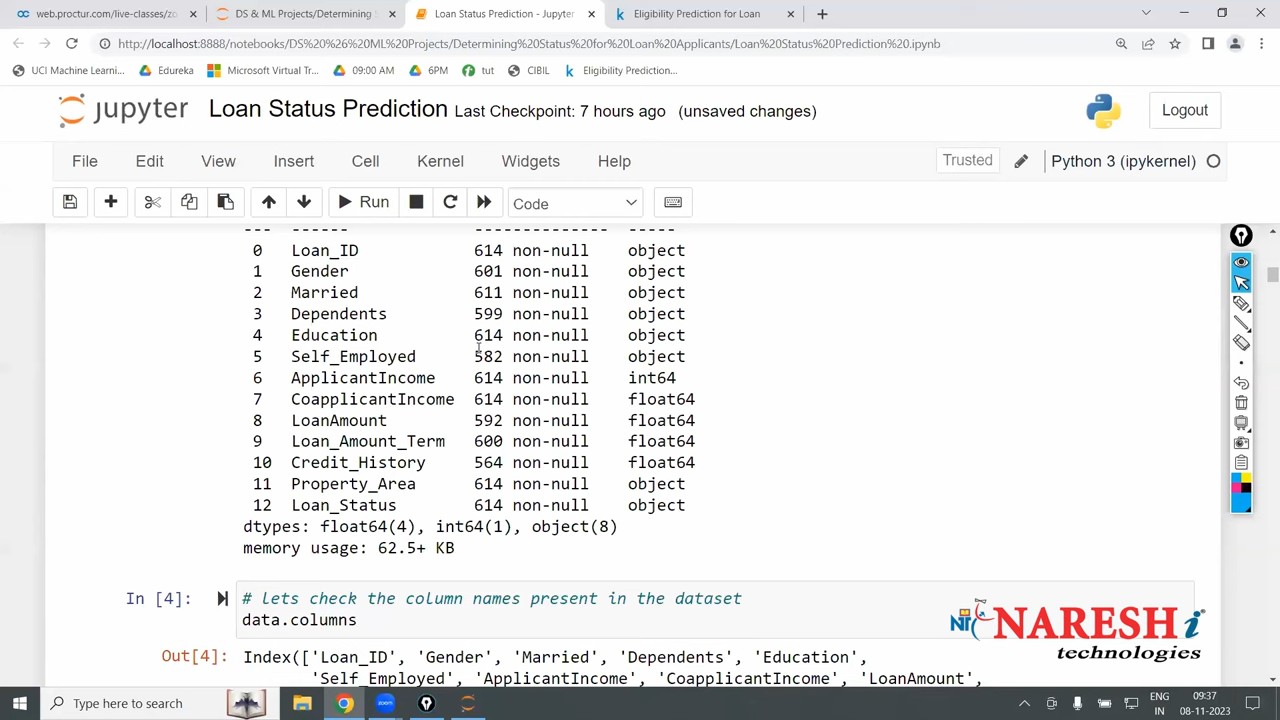 web.proctur.com/live-classes/zo
DS & ML Projects/Determining S
Loan Status Prediction - Jupyter
Eligibility Prediction for Loan
http://localhost:8888/notebooks/DS%20%26%20ML%20Projects/Determining%20Status%20for%20Loan%20Applicants/Loan%20Status%20Prediction%20.ipynb
UCI Machine Learni...
Edureka
Microsoft Virtual Tr...
09:00 AM
6PM
tut
CIBIL
Eligibility Prediction...
jupyter Loan Status Prediction Last Checkpoint: 7 hours ago (unsaved changes)
Logout
File Edit View Insert Cell Kernel Widgets Help
Trusted
Python 3 (ipykernel)
Run
Code
--- ------ -------------- -----
0 Loan_ID 614 non-null object
1 Gender 601 non-null object
2 Married 611 non-null object
3 Dependents 599 non-null object
4 Education 614 non-null object
5 Self_Employed 582 non-null object
6 ApplicantIncome 614 non-null int64
7 CoapplicantIncome 614 non-null float64
8 LoanAmount 592 non-null float64
9 Loan_Amount_Term 600 non-null float64
10 Credit_History 564 non-null float64
11 Property_Area 614 non-null object
12 Loan_Status 614 non-null object
dtypes: float64(4), int64(1), object(8)
memory usage: 62.5+ KB
In [4]: # lets check the column names present in the dataset
data.columns
Out[4]: Index(['Loan_ID', 'Gender', 'Married', 'Dependents', 'Education',
'Self_Employed', 'ApplicantIncome', 'CoapplicantIncome', 'LoanAmount',
NARESH i
technologies
Type here to search
ENG
IN
09:37
08-11-2023